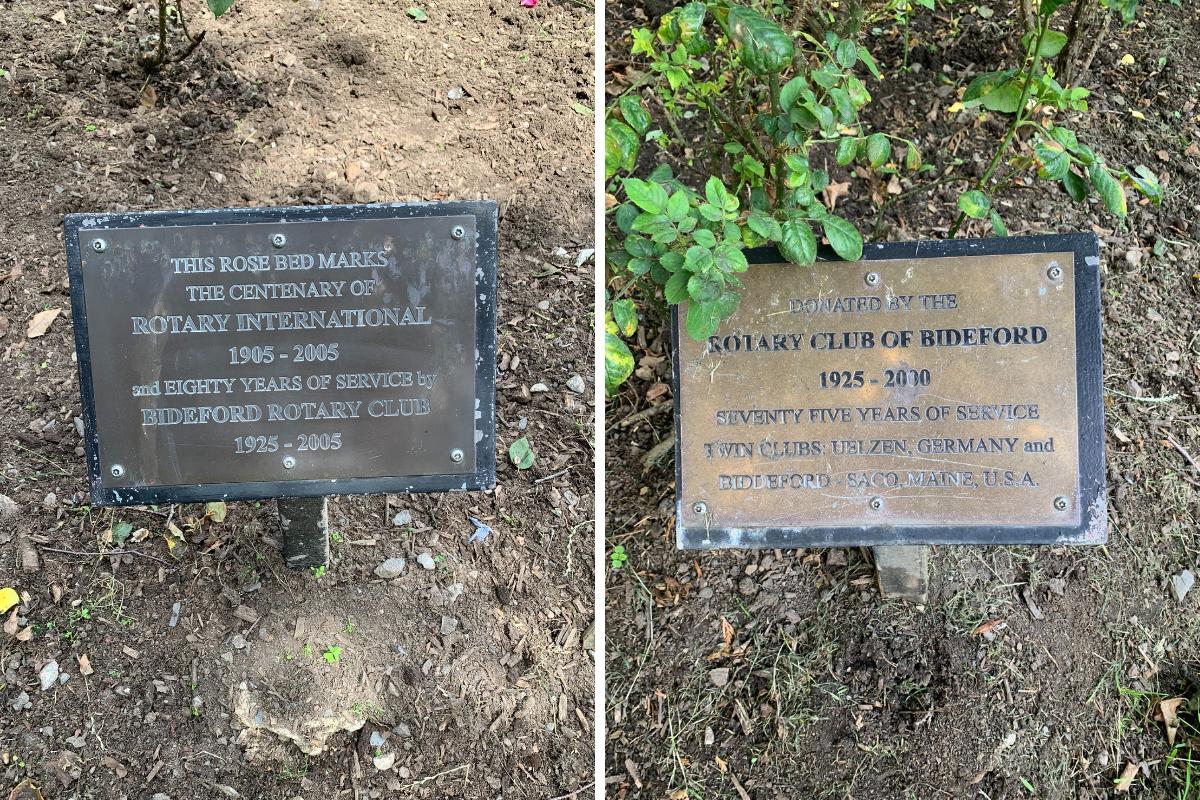 THIS ROSE BED MARKS
THE CENTENARY OF
ROTARY INTERNATIONAL
1905 - 2005
and EIGHTY YEARS OF SERVICE by
BIDEFORD ROTARY CLUB
1925 - 2005
DONATED BY THE
ROTARY CLUB OF BIDEFORD
1925 - 2000
SEVENTY FIVE YEARS OF SERVICE
TWIN CLUBS: UELZEN, GERMANY and
BIDDEFORD - SACO, MAINE, U.S.A.